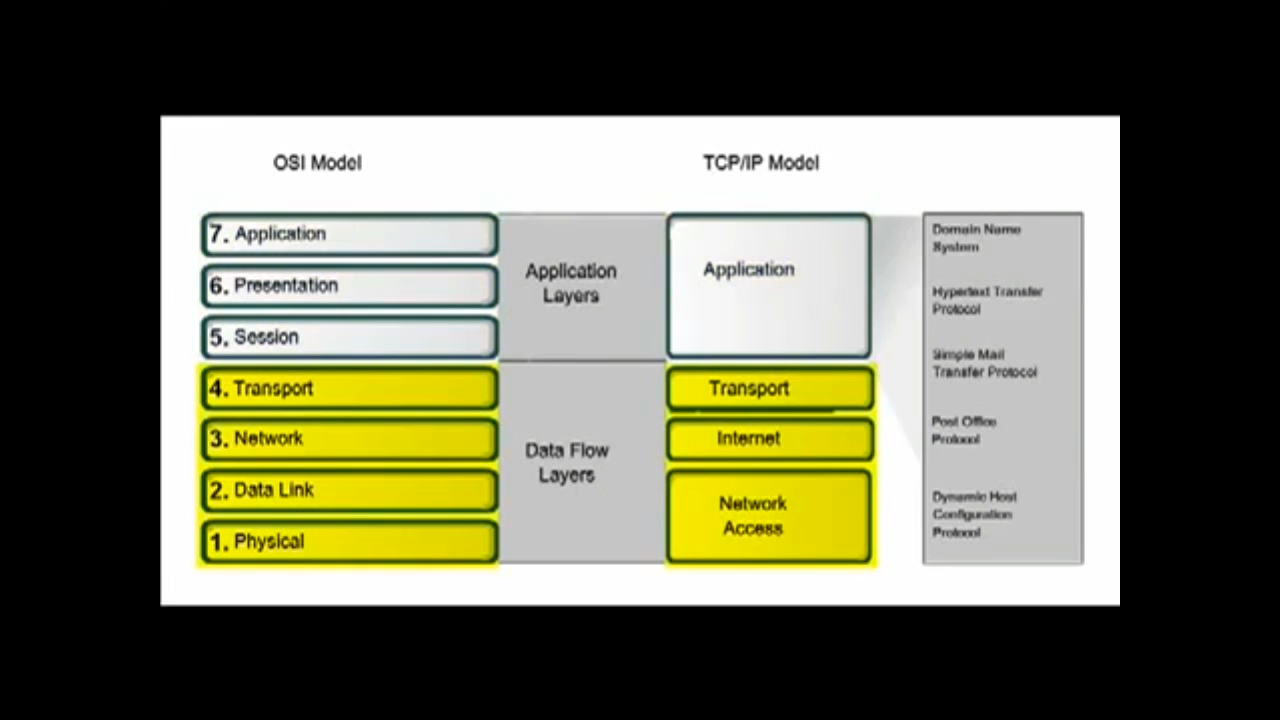 OSI Model
TCP/IP Model
7. Application
6. Presentation
5. Session
4. Transport
3. Network
2. Data Link
1. Physical
Application
Layers
Data Flow
Layers
Application
Transport
Internet
Network
Access
Domain Name
System
Hypertext Transfer
Protocol
Simple Mail
Transfer Protocol
Post Office
Protocol
Dynamic Host
Configuration
Protocol